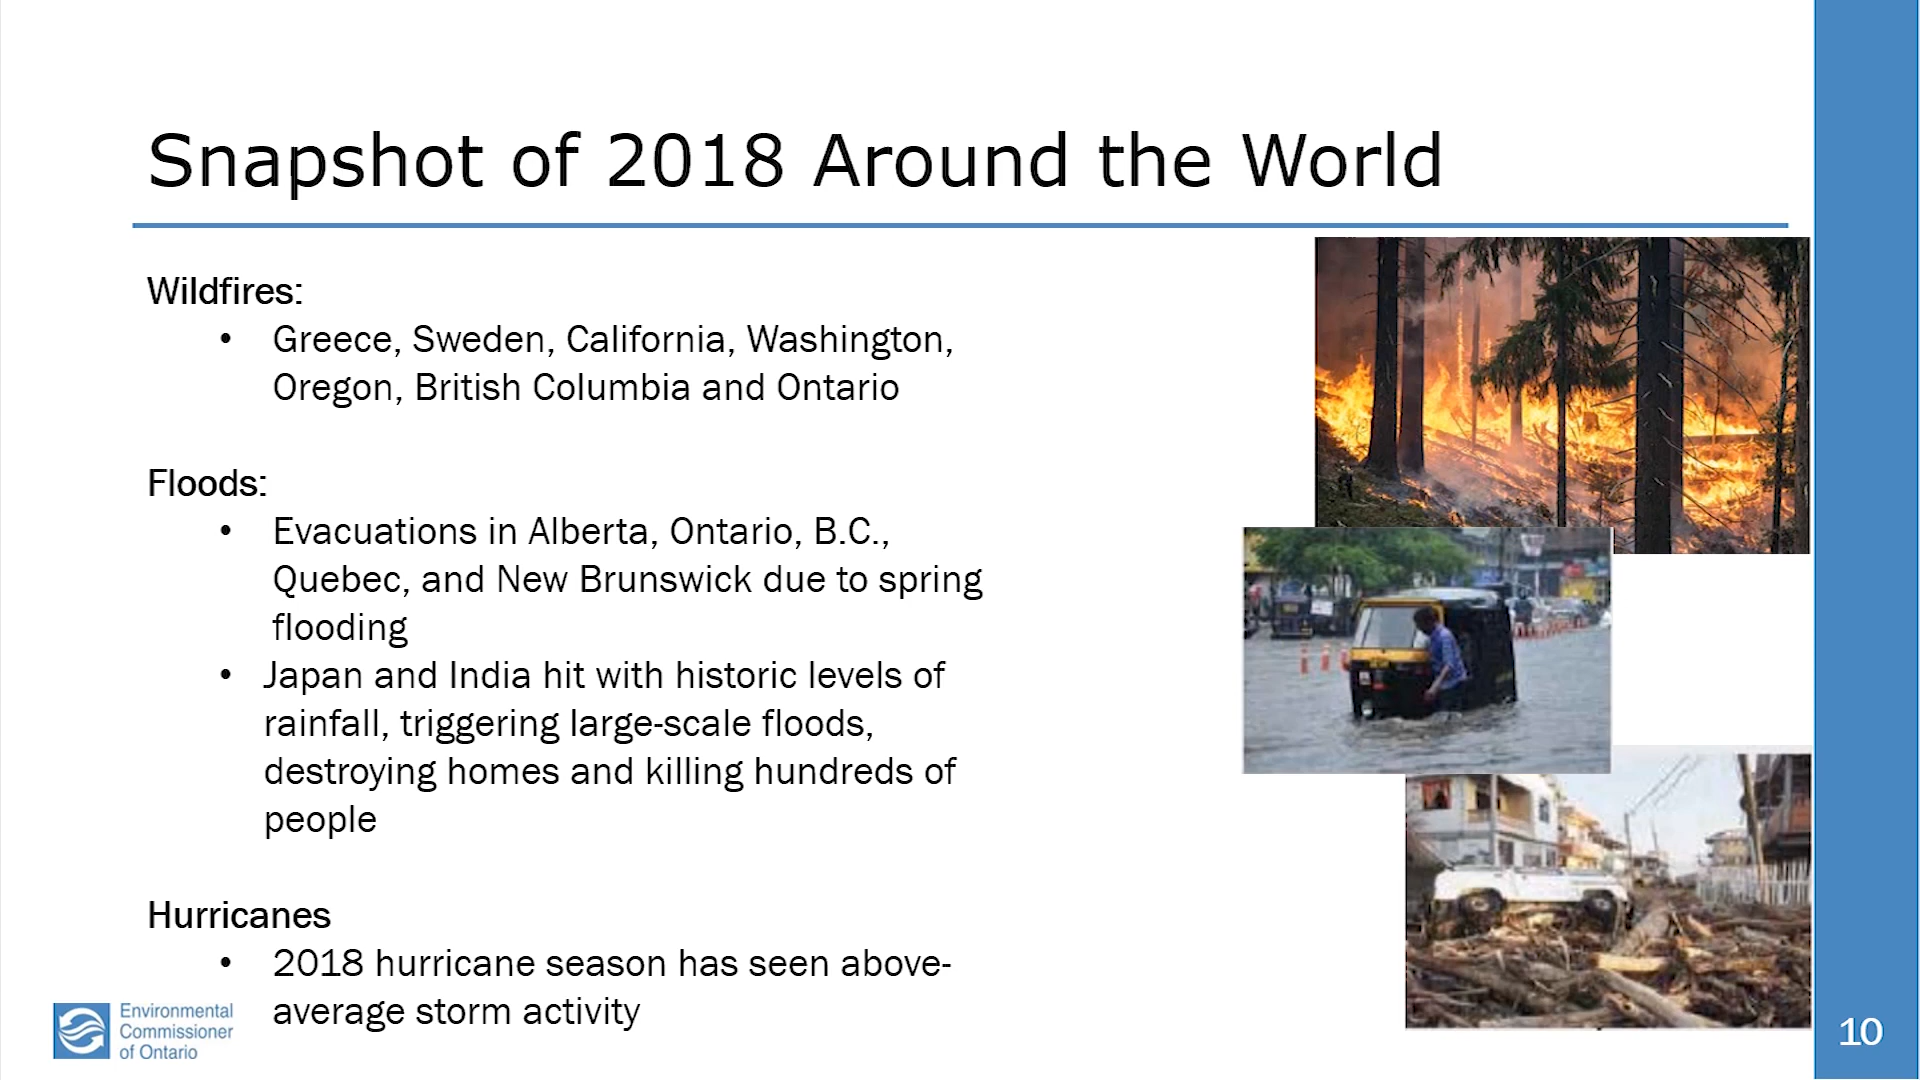 Snapshot of 2018 Around the World
Wildfires:
• Greece, Sweden, California, Washington,
Oregon, British Columbia and Ontario
Floods:
• Evacuations in Alberta, Ontario, B.C.,
Quebec, and New Brunswick due to spring
flooding
• Japan and India hit with historic levels of
rainfall, triggering large-scale floods,
destroying homes and killing hundreds of
people
Hurricanes
• 2018 hurricane season has seen above-
average storm activity
Environmental
Commissioner
of Ontario
10